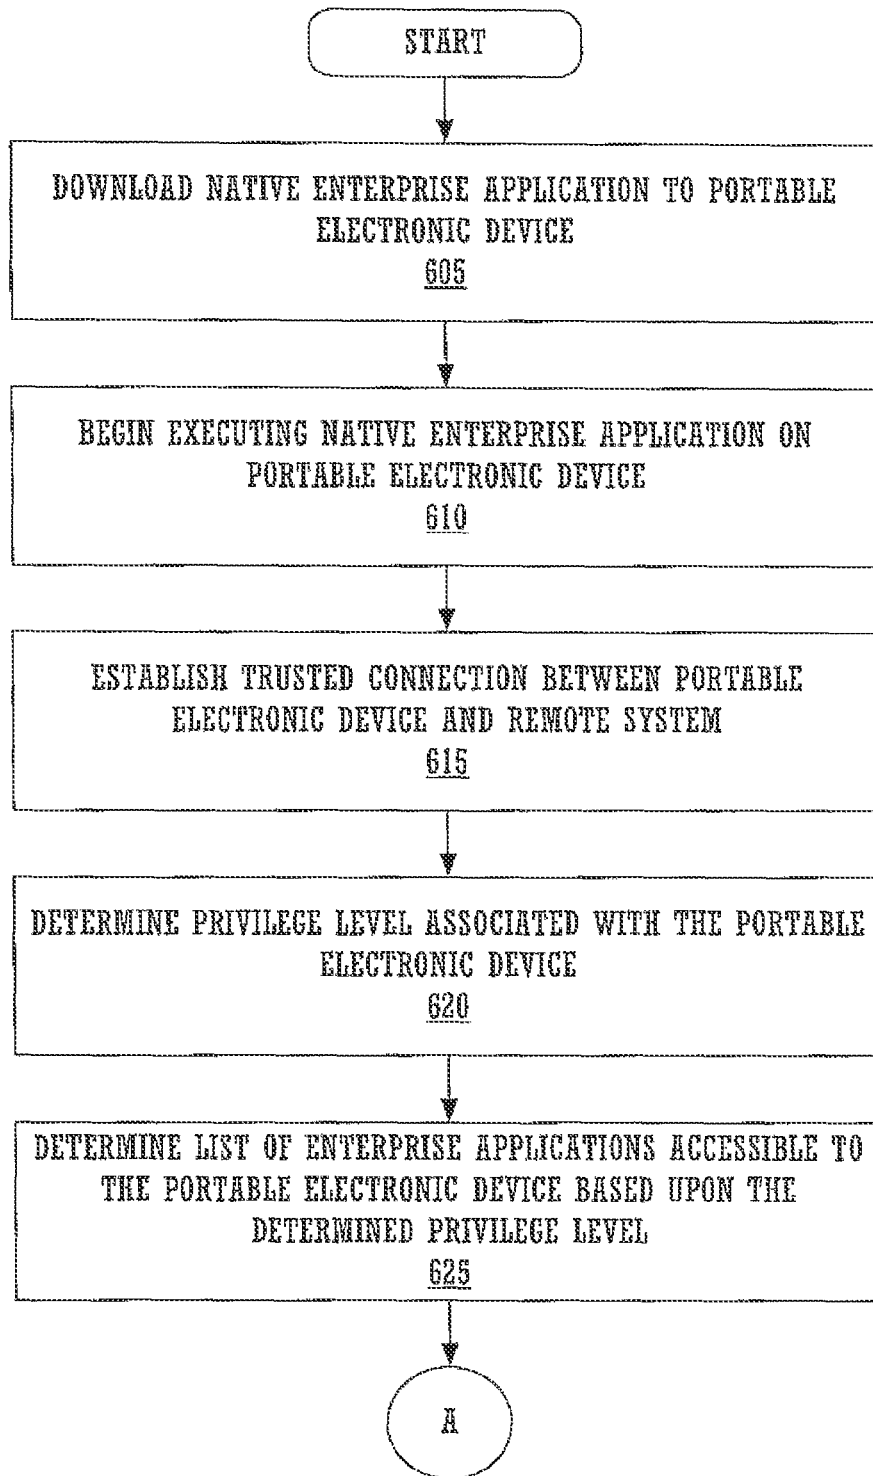 START
DOWNLOAD NATIVE ENTERPRISE APPLICATION TO PORTABLE
ELECTRONIC DEVICE
605
BEGIN EXECUTING NATIVE ENTERPRISE APPLICATION ON
PORTABLE ELECTRONIC DEVICE
610
ESTABLISH TRUSTED CONNECTION BETWEEN PORTABLE
ELECTRONIC DEVICE AND REMOTE SYSTEM
615
DETERMINE PRIVILEGE LEVEL ASSOCIATED WITH THE PORTABLE
ELECTRONIC DEVICE
620
DETERMINE LIST OF ENTERPRISE APPLICATIONS ACCESSIBLE TO
THE PORTABLE ELECTRONIC DEVICE BASED UPON THE
DETERMINED PRIVILEGE LEVEL
625
A